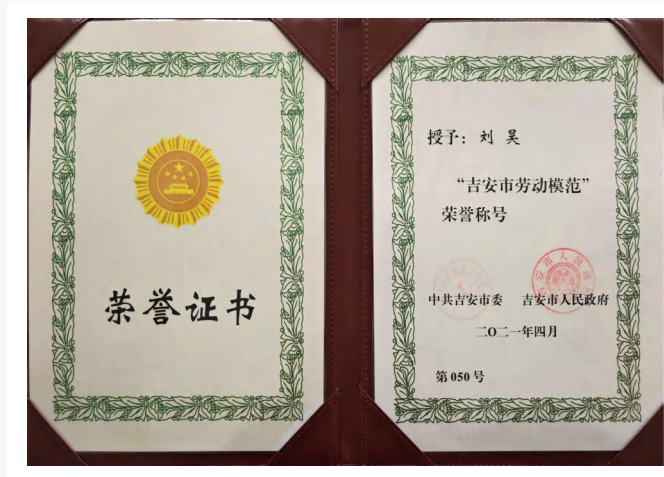 荣誉证书
授予：刘昊
“吉安市劳动模范”
荣誉称号
中共吉安市委 吉安市人民政府
二〇二一年四月
第050号